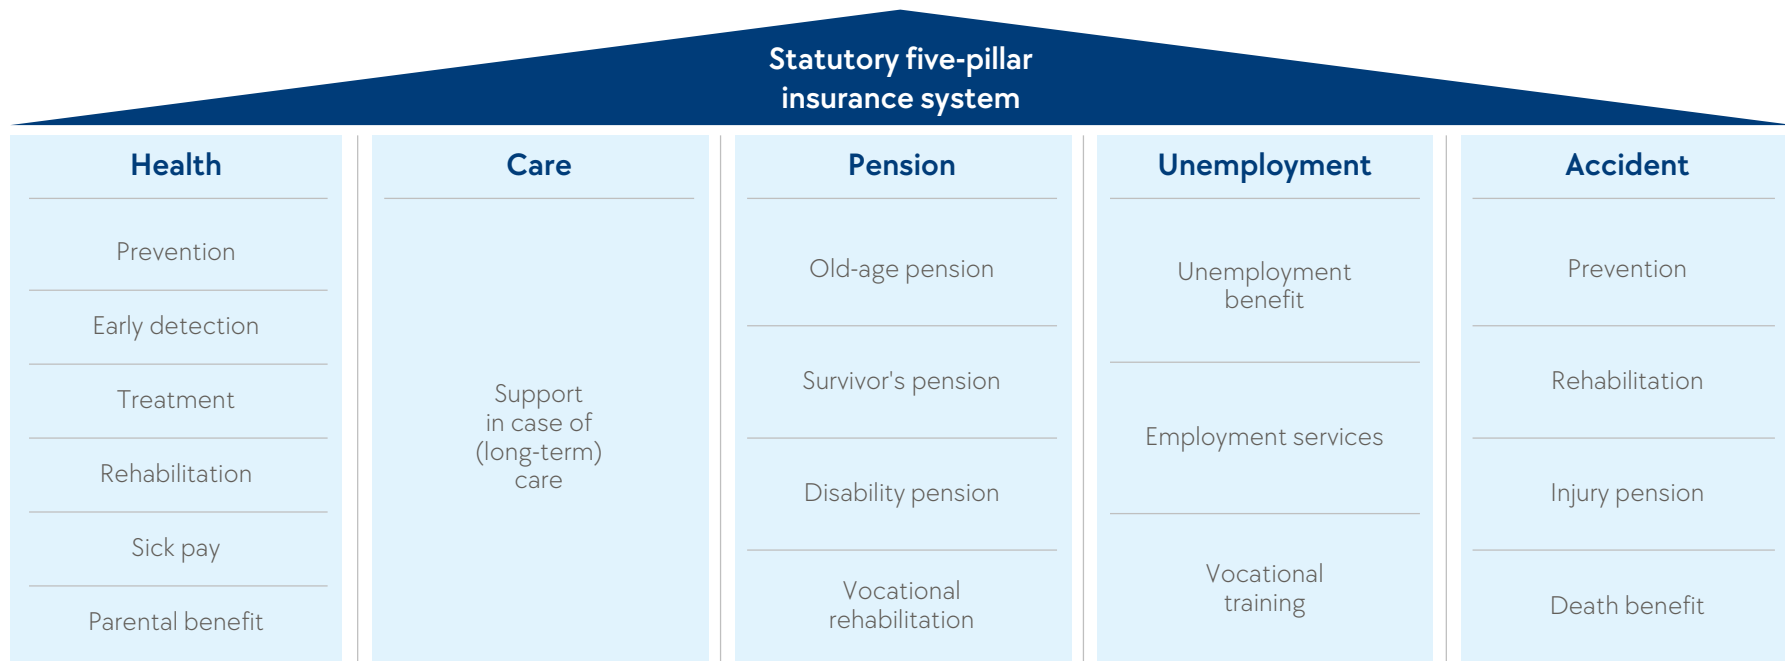 Statutory five-pillar
insurance system
Health
Prevention
Early detection
Treatment
Rehabilitation
Sick pay
Parental benefit
Care
Support
in case of
(long-term)
care
Pension
Old-age pension
Survivor's pension
Disability pension
Vocational
rehabilitation
Unemployment
Unemployment
benefit
Employment services
Vocational
training
Accident
Prevention
Rehabilitation
Injury pension
Death benefit